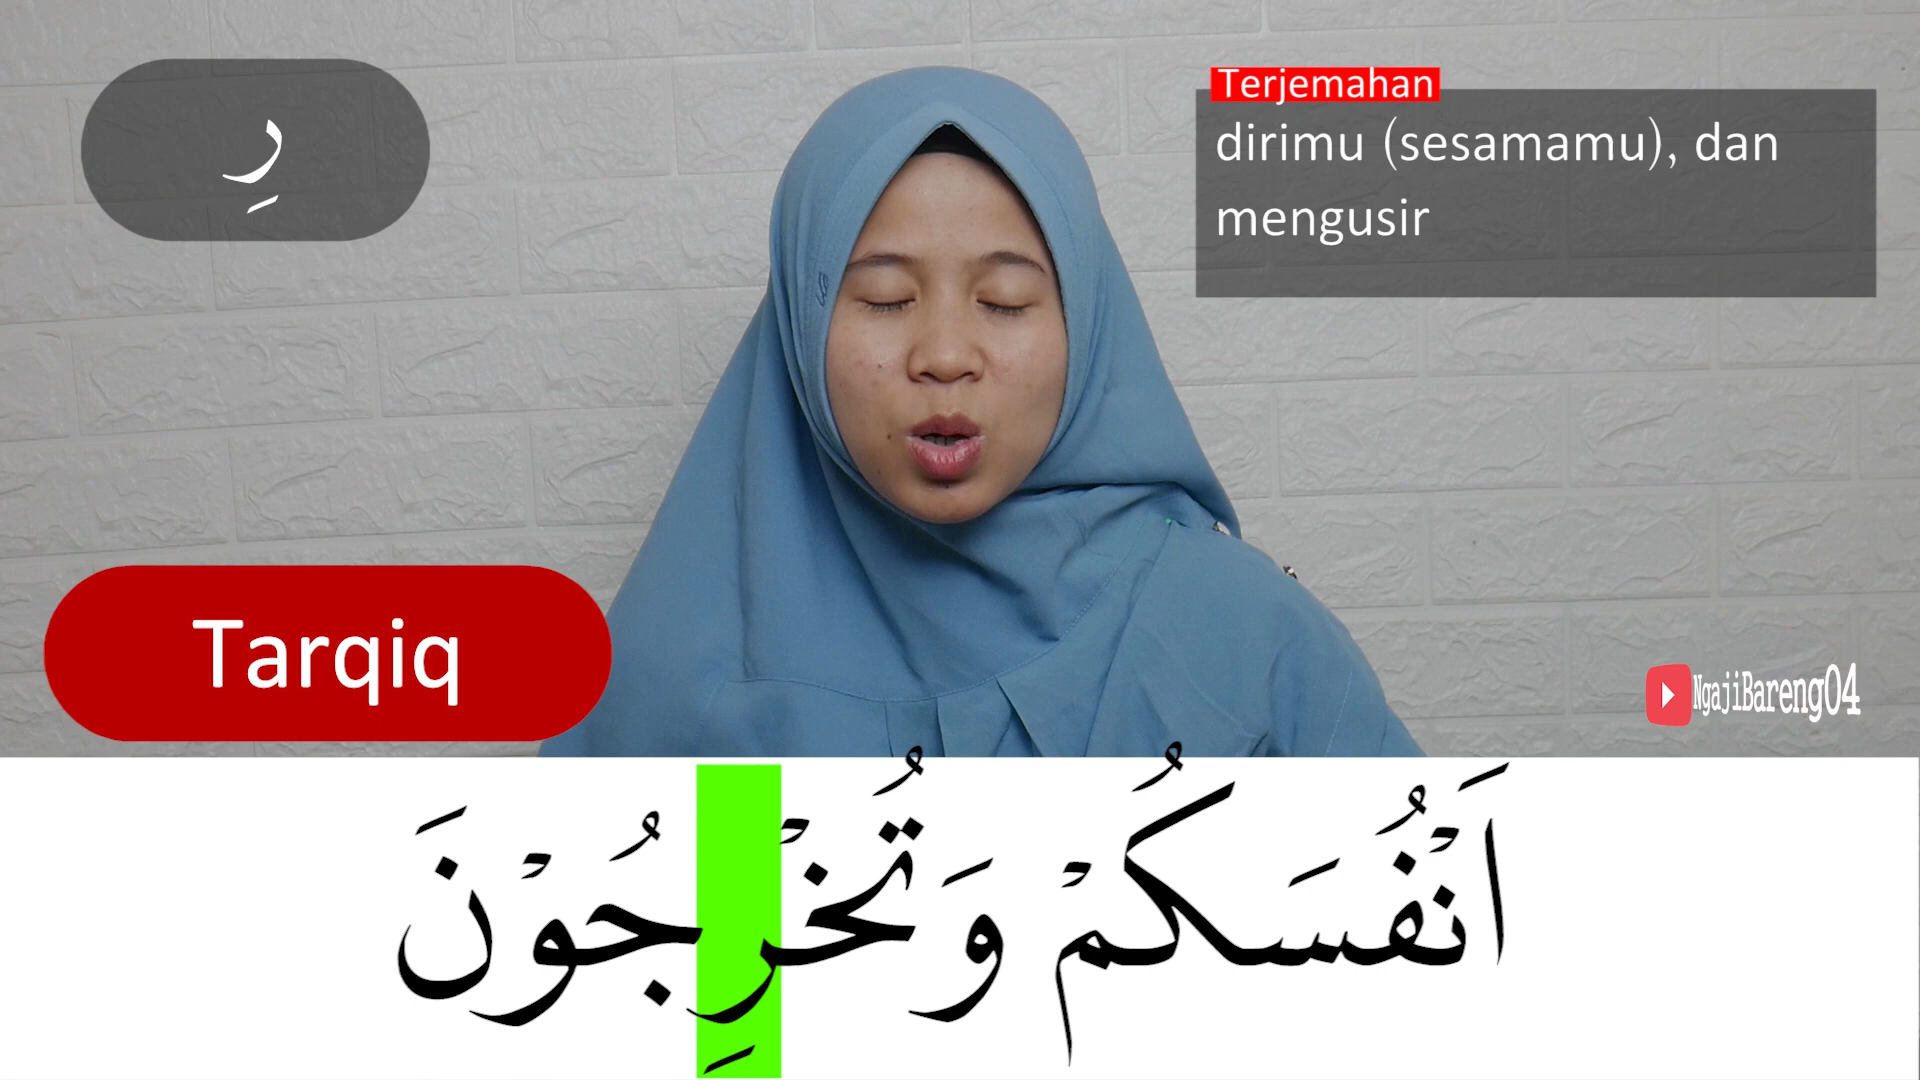 رِ
Terjemahan
dirimu (sesamamu), dan
mengusir
Tarqiq
NgajiBareng04
اَنْفُسَكُمْ وَتُخْرِجُوْنَ